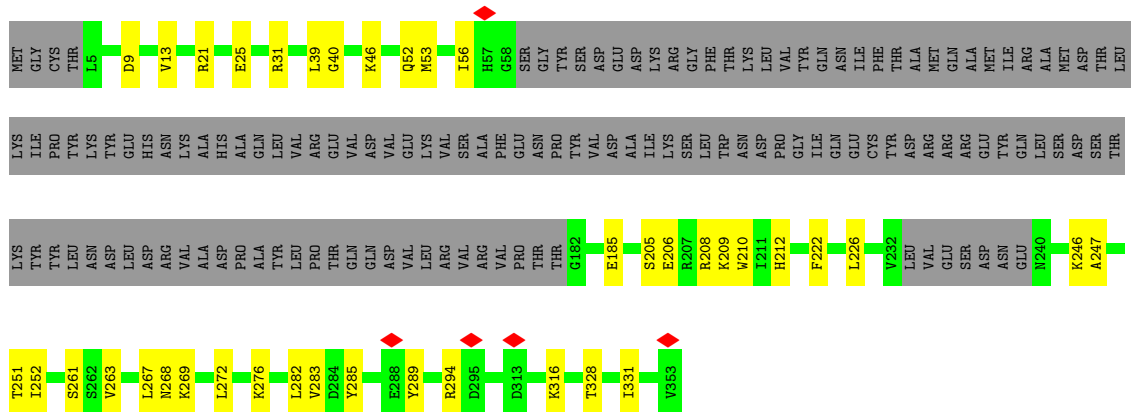 MET GLY CYS THR L5 D9 V13 R21 E25 R31 L39 G40 K46 Q52 M53 I56 H57 G58 SER GLY TYR SER ASP GLU ASP LYS ARG GLY PHE THR LYS LEU VAL TYR GLN ASN ILE PHE THR ALA MET GLN ALA MET ILE ARG ALA MET ASP THR LEU
LYS ILE PRO TYR LYS TYR GLU HIS ASN LYS ALA HIS ALA GLN LEU VAL ARG GLU VAL ASP VAL GLU LYS VAL SER ALA PHE GLU ASN PRO TYR VAL ASP ALA ILE LYS SER LEU TRP ASN ASP PRO GLY ILE GLN GLU CYS TYR ASP ARG ARG ARG GLU TYR GLN LEU SER ASP SER THR
LYS TYR TYR LEU ASN ASP LEU ASP ARG VAL ALA ASP PRO ALA TYR LEU PRO THR GLN GLN ASP VAL LEU ARG VAL ARG VAL PRO THR THR G182 E185 S205 E206 R207 R208 K209 W210 I211 H212 F222 L226 V232 LEU VAL GLU SER ASP ASN GLU N240 K246 A247
T251 I252 S261 S262 V263 L267 N268 K269 L272 K276 L282 V283 D284 Y285 E288 Y289 R294 D295 D313 K316 T328 I331 V353